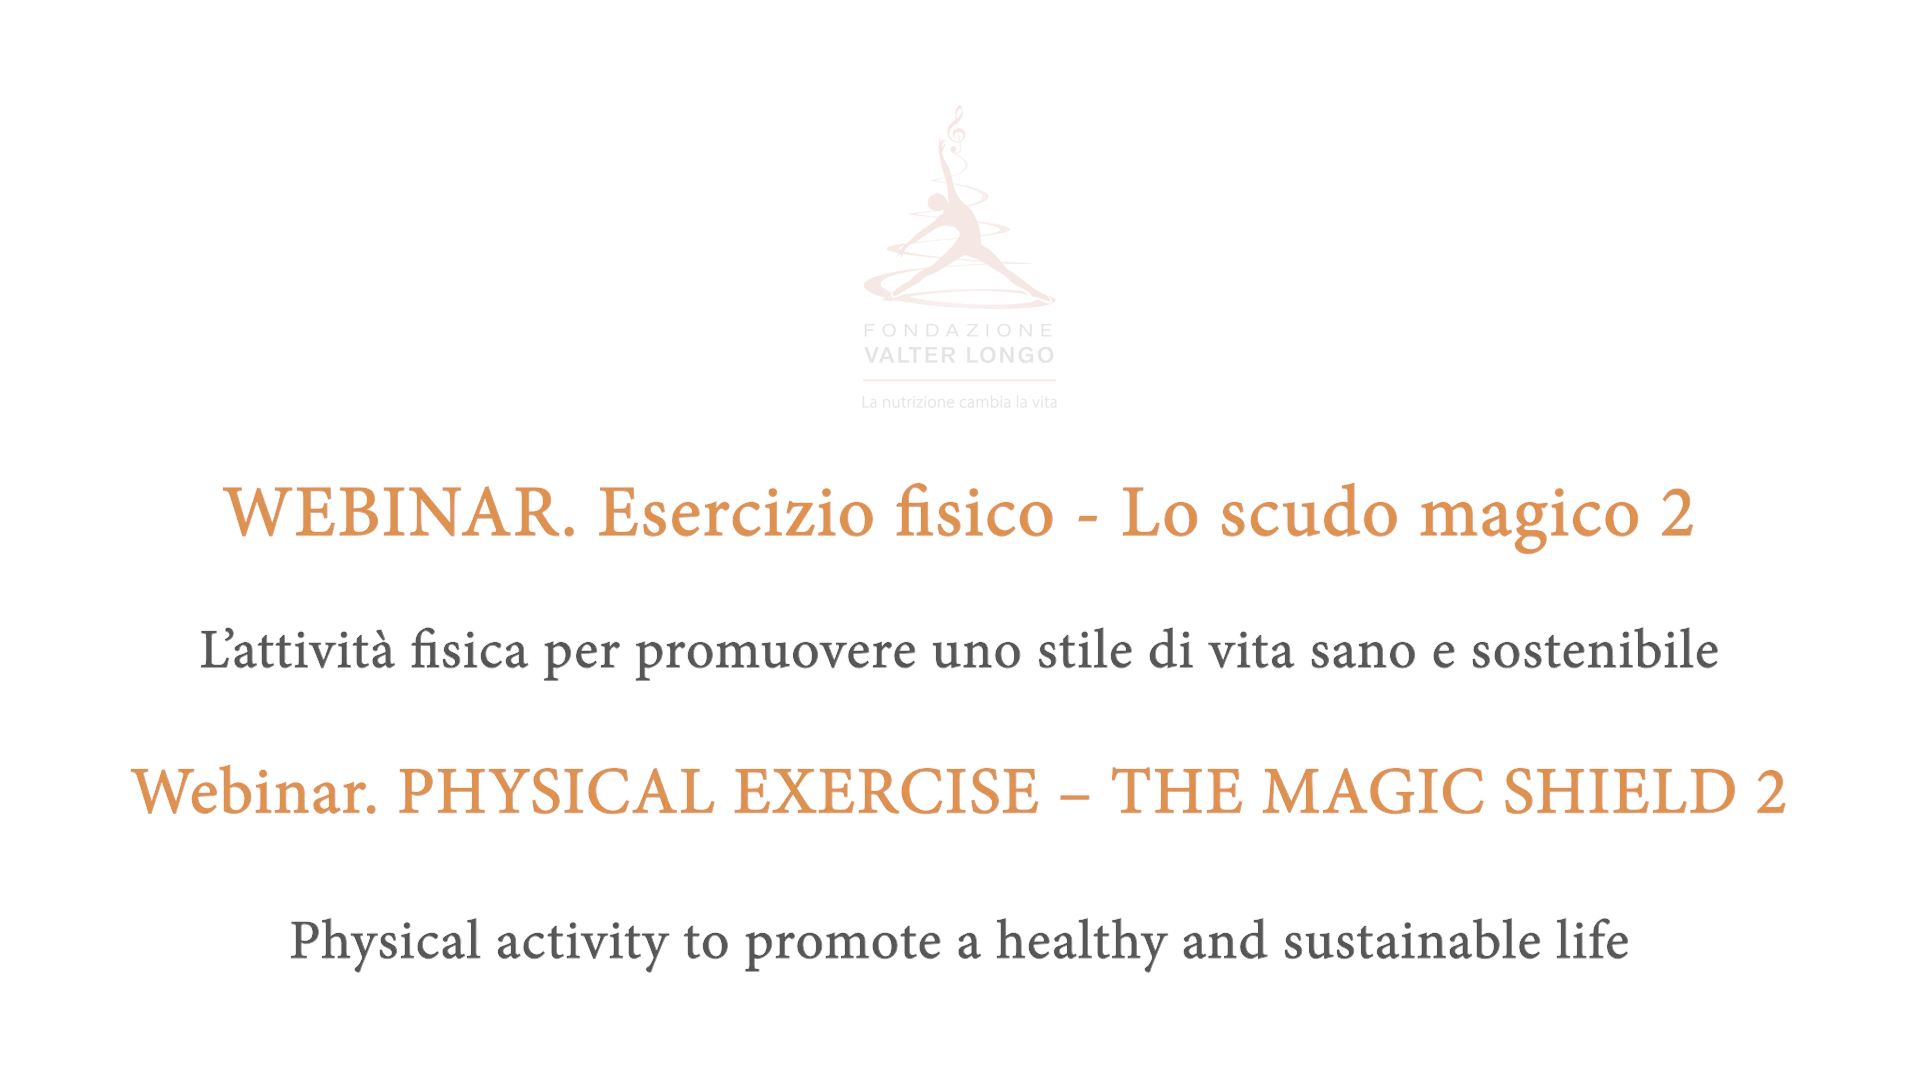 FONDAZIONE
VALTER LONGO
La nutrizione cambia la vita
WEBINAR. Esercizio fisico - Lo scudo magico 2
L’attività fisica per promuovere uno stile di vita sano e sostenibile
Webinar. PHYSICAL EXERCISE – THE MAGIC SHIELD 2
Physical activity to promote a healthy and sustainable life